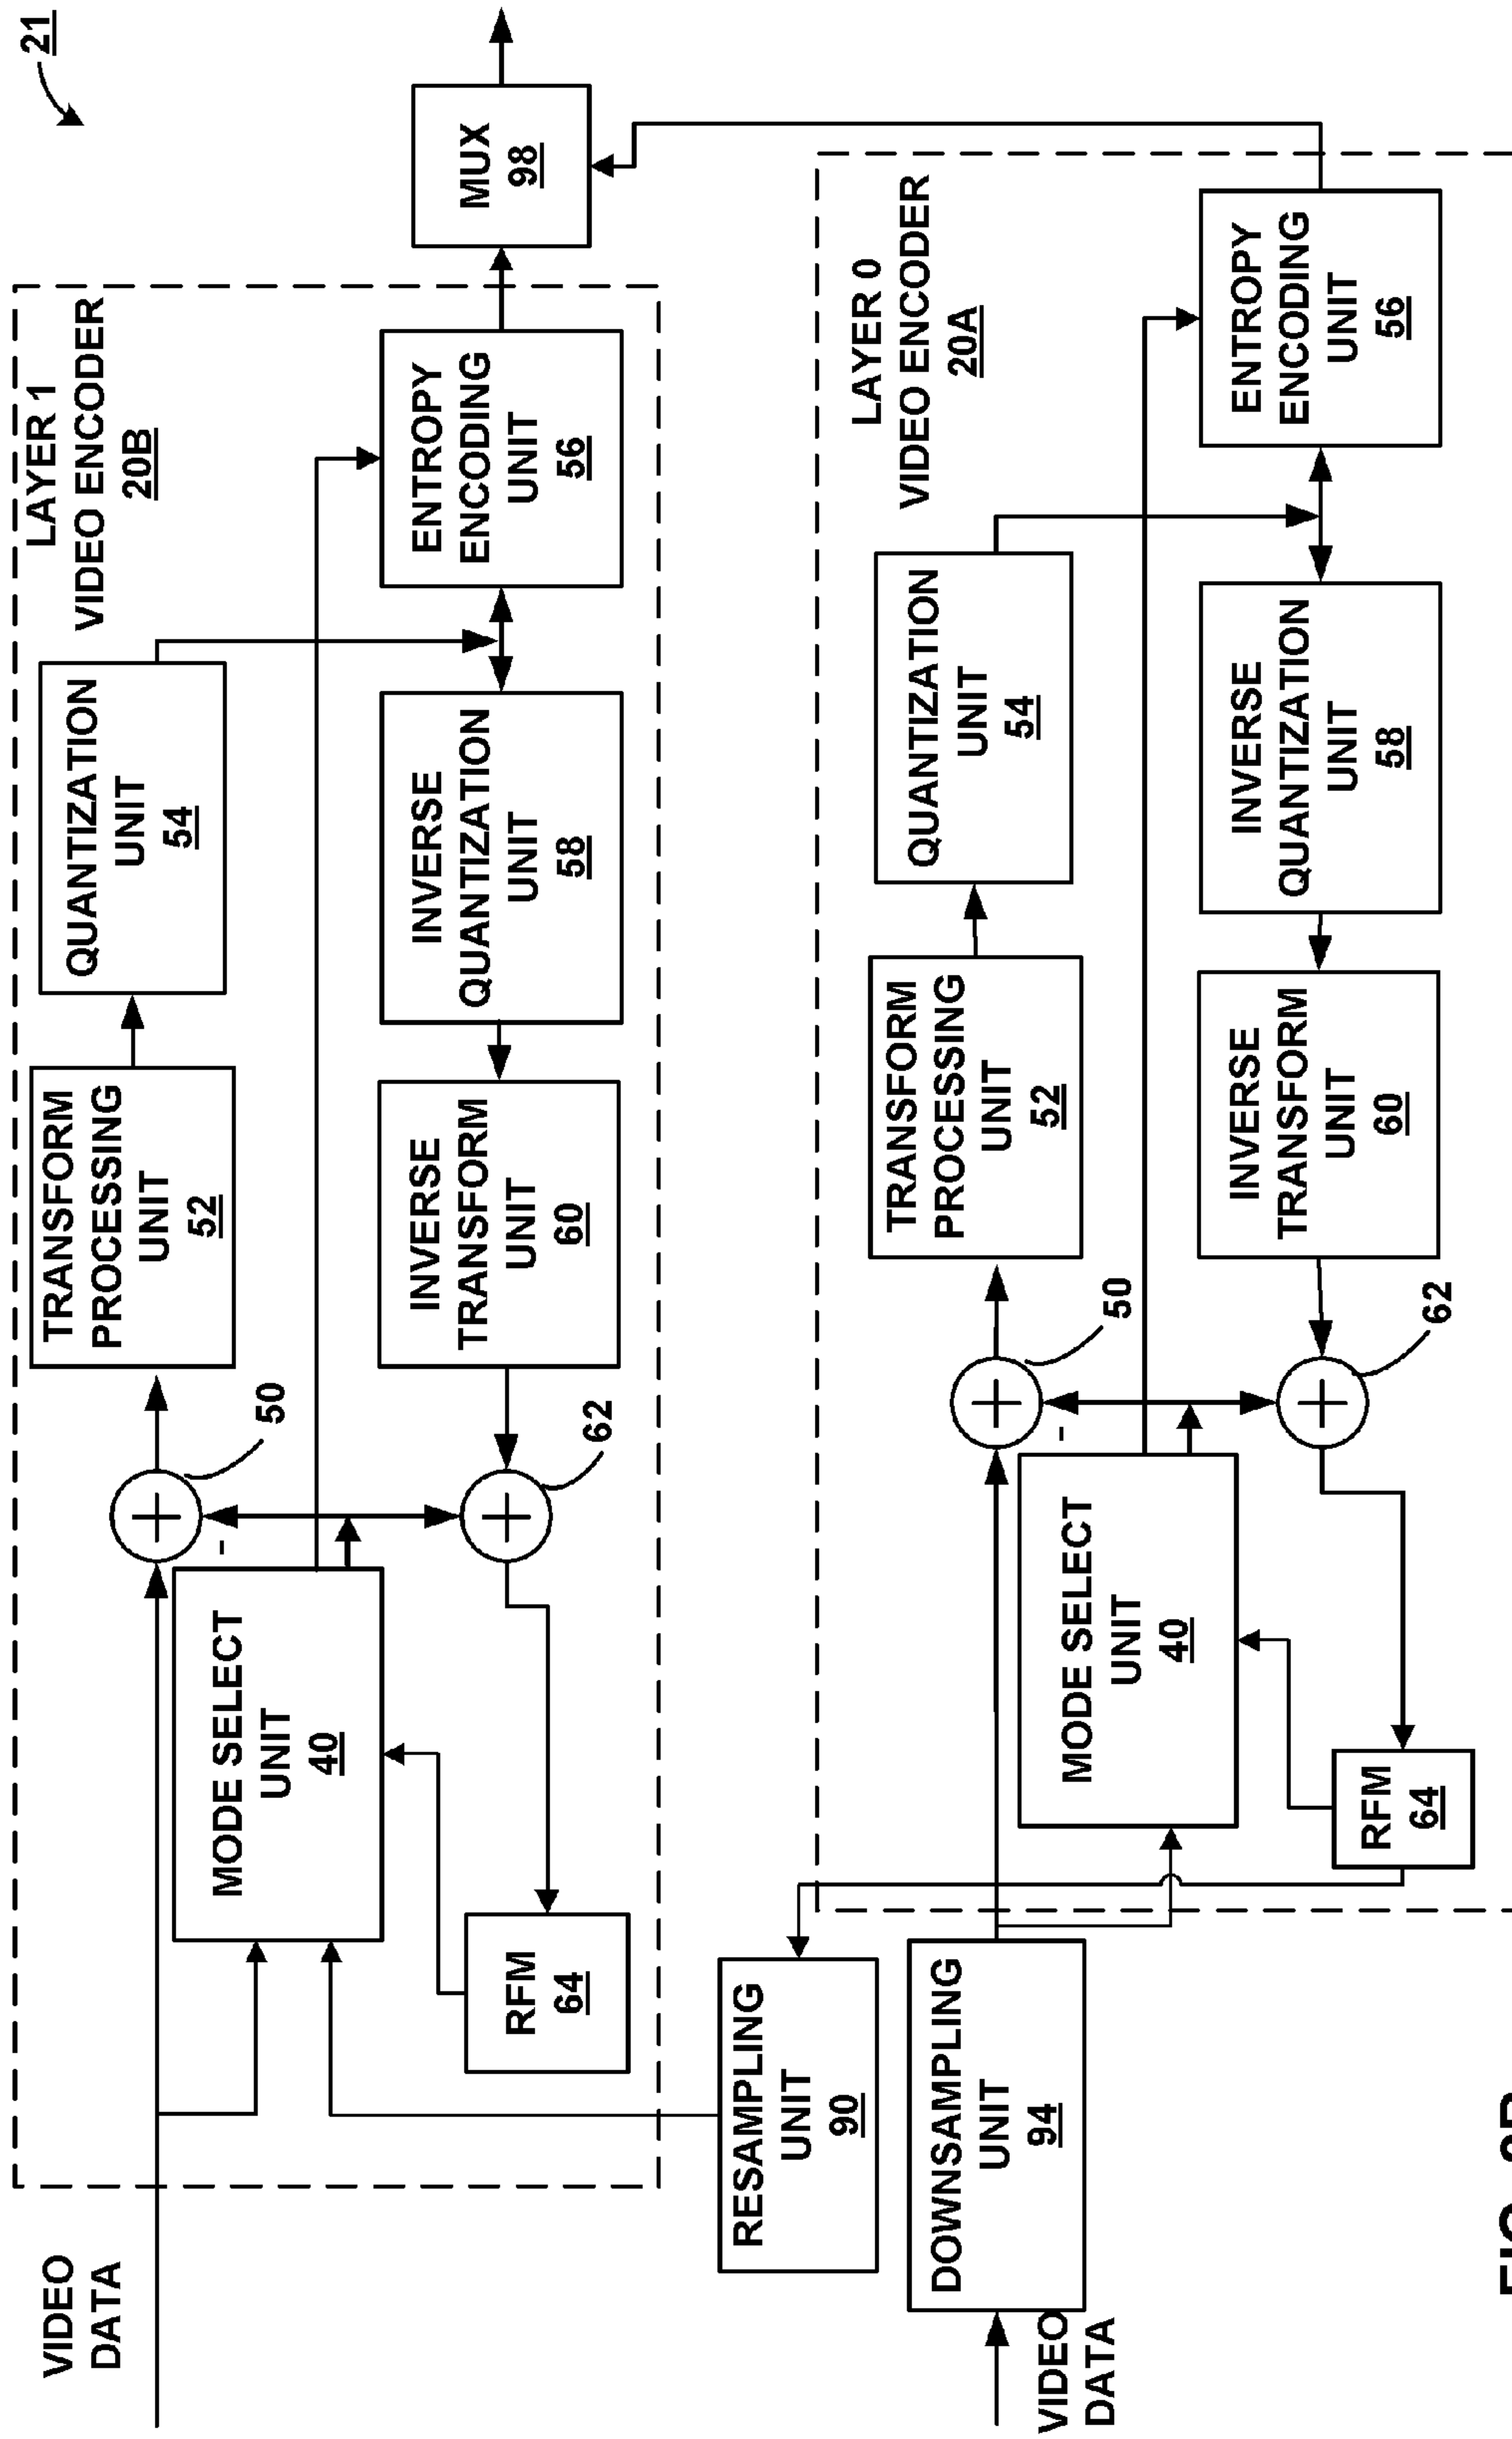 21
LAYER 1
VIDEO ENCODER
20B
VIDEO
DATA
MODE SELECT
UNIT
40
-
50
TRANSFORM
PROCESSING
UNIT
52
QUANTIZATION
UNIT
54
RFM
64
62
INVERSE
TRANSFORM
UNIT
60
INVERSE
QUANTIZATION
UNIT
58
ENTROPY
ENCODING
UNIT
56
MUX
98
RESAMPLING
UNIT
90
LAYER 0
VIDEO ENCODER
20A
DOWNSAMPLING
UNIT
94
VIDEO
DATA
MODE SELECT
UNIT
40
-
50
TRANSFORM
PROCESSING
UNIT
52
QUANTIZATION
UNIT
54
RFM
64
62
INVERSE
TRANSFORM
UNIT
60
INVERSE
QUANTIZATION
UNIT
58
ENTROPY
ENCODING
UNIT
56